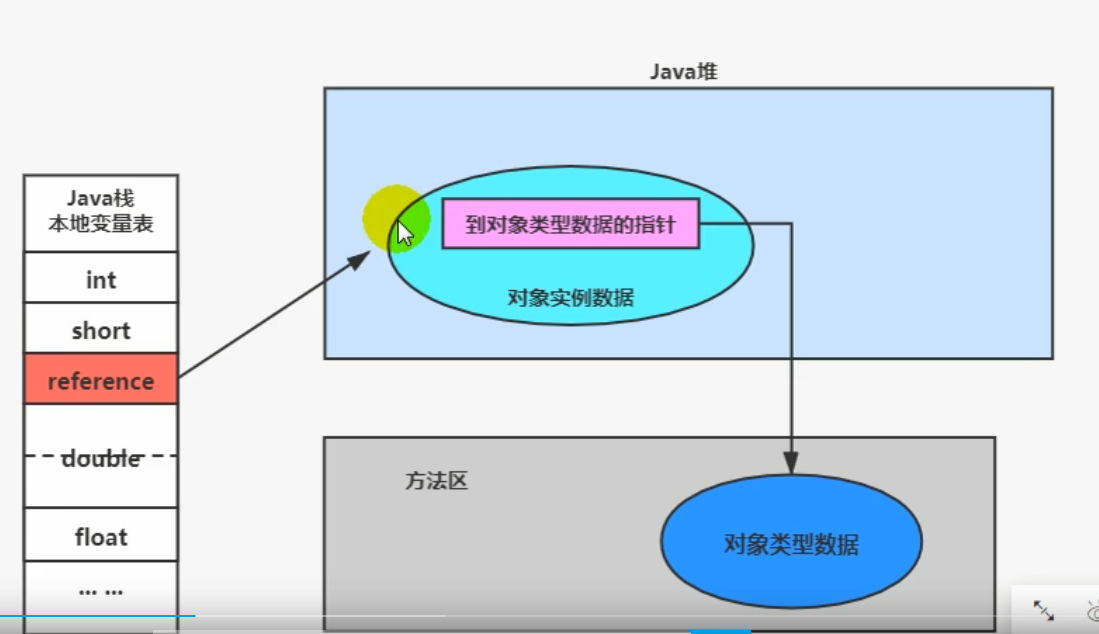 Java堆
Java栈
本地变量表
int
short
reference
double
float
... ...
到对象类型数据的指针
对象实例数据
方法区
对象类型数据